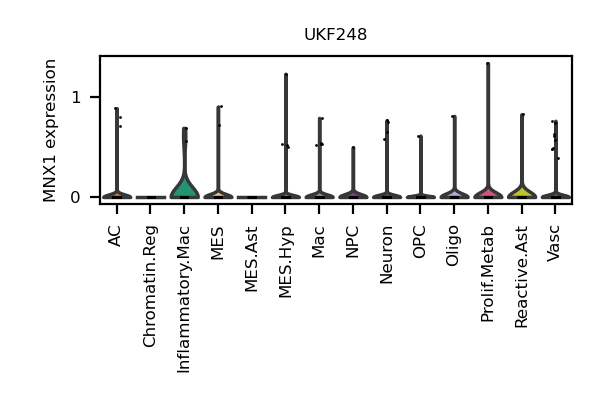 UKF248
MNX1 expression
1
0
AC
Chromatin.Reg
Inflammatory.Mac
MES
MES.Ast
MES.Hyp
Mac
NPC
Neuron
OPC
Oligo
Prolif.Metab
Reactive.Ast
Vasc